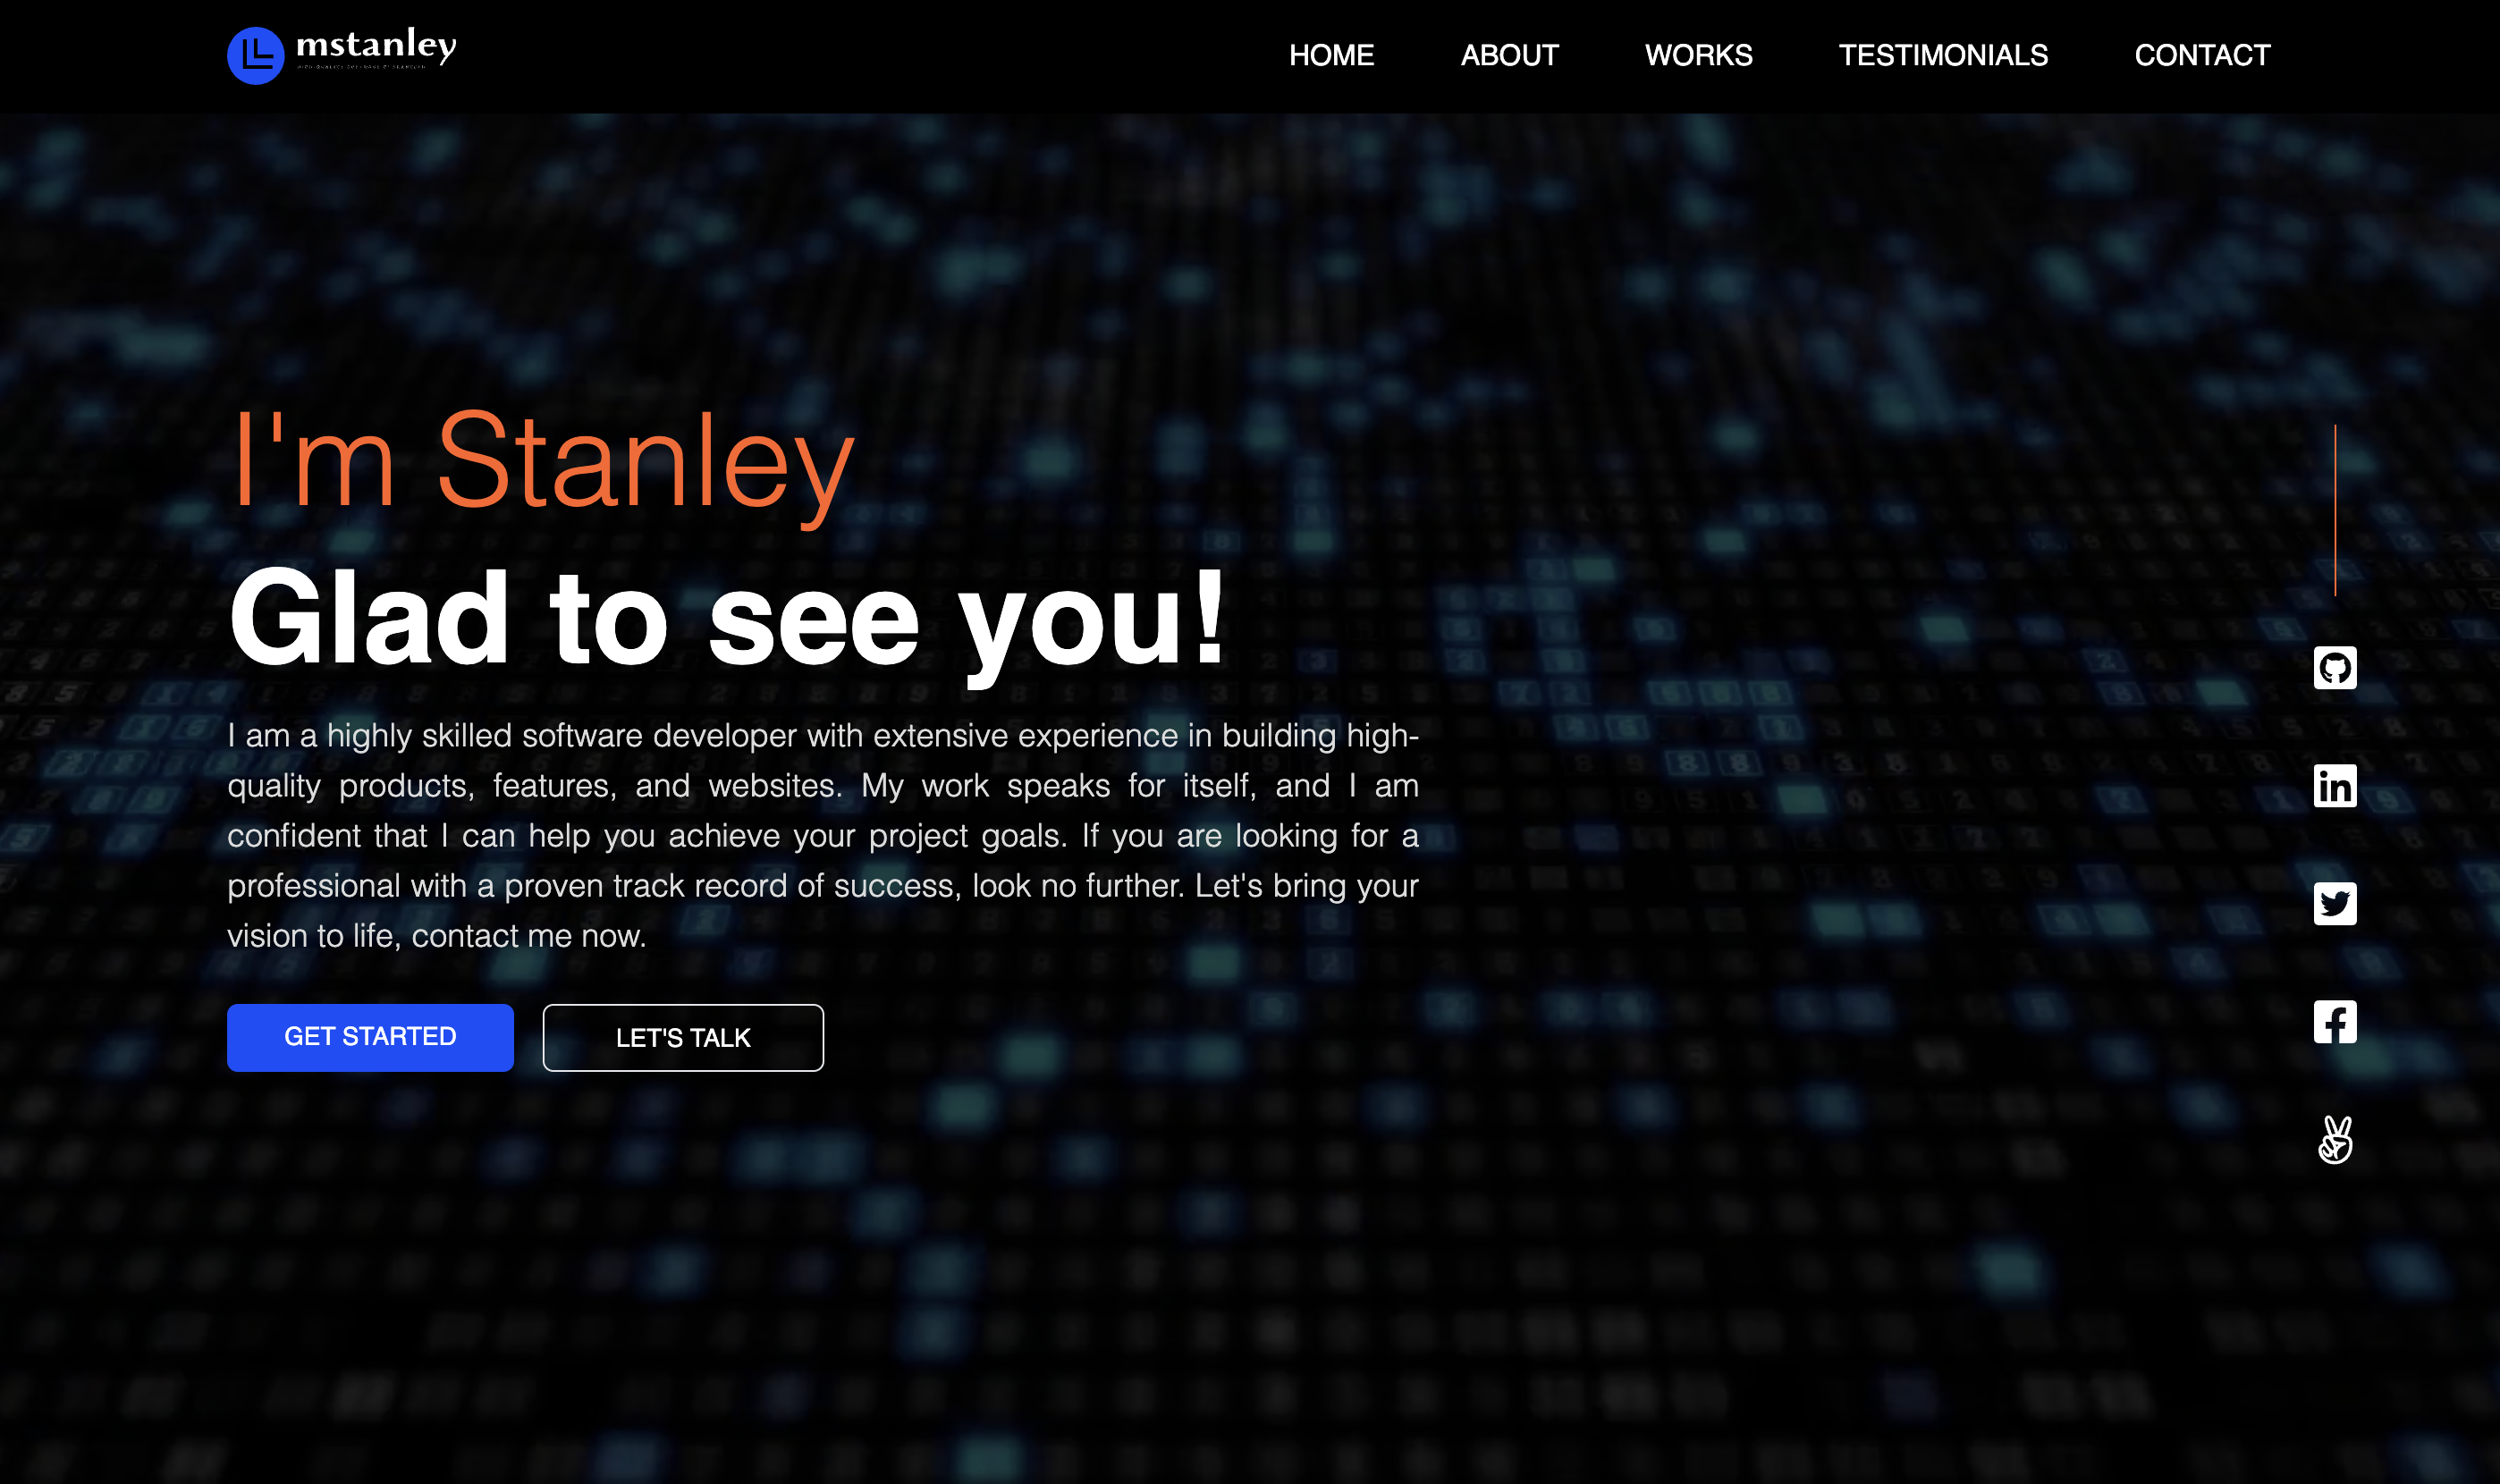 mstanley
HOME ABOUT WORKS TESTIMONIALS CONTACT
I'm Stanley
Glad to see you!
I am a highly skilled software developer with extensive experience in building high-
quality products, features, and websites. My work speaks for itself, and I am
confident that I can help you achieve your project goals. If you are looking for a
professional with a proven track record of success, look no further. Let's bring your
vision to life, contact me now.
GET STARTED LET'S TALK